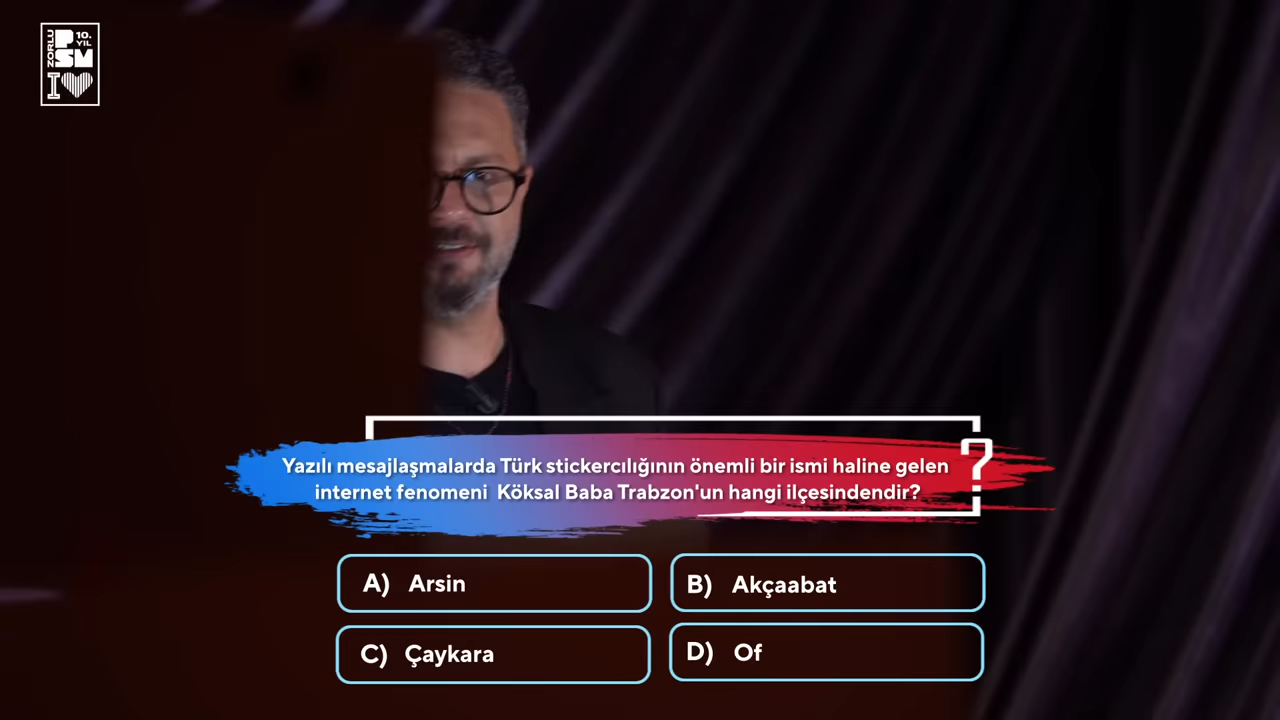 ZORLU
PSM
10.
YIL
I
Yazılı mesajlaşmalarda Türk stickercılığının önemli bir ismi haline gelen
internet fenomeni Köksal Baba Trabzon'un hangi ilçesindendir?
?
A) Arsin
B) Akçaabat
C) Çaykara
D) Of